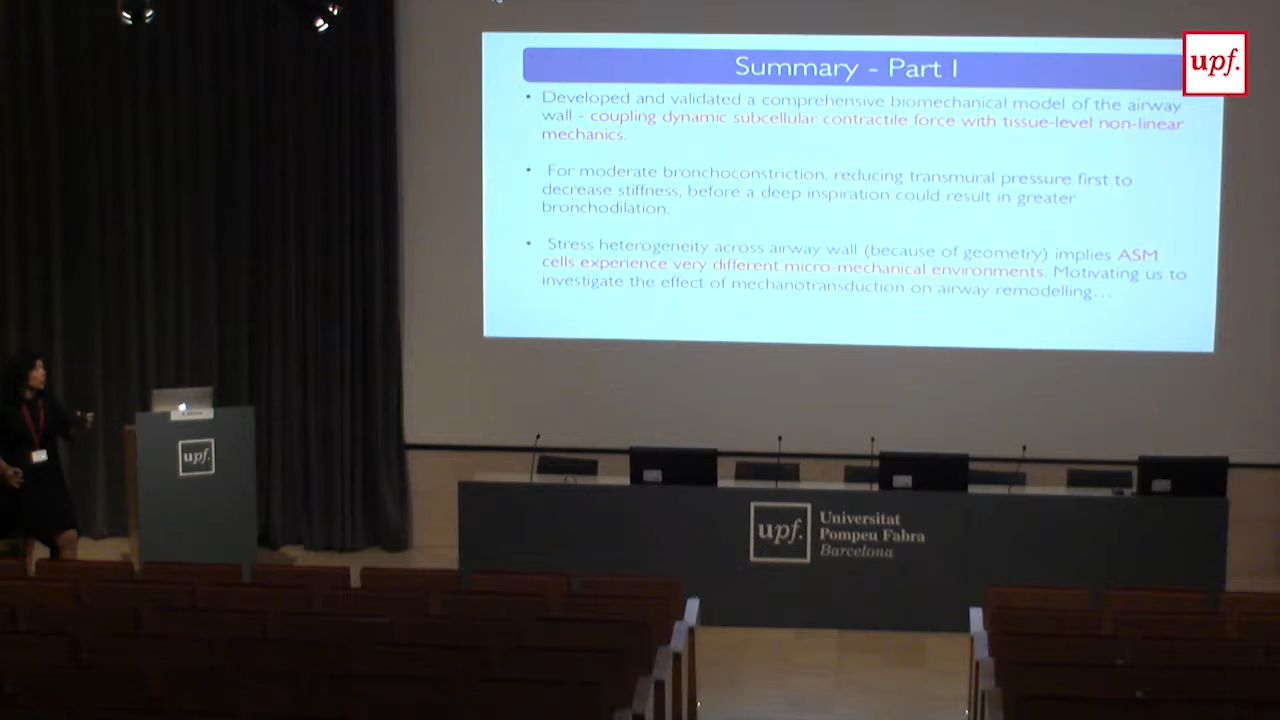 Summary - Part I
upf.
• Developed and validated a comprehensive biomechanical model of the airway
wall - coupling dynamic subcellular contractile force with tissue-level non-linear
mechanics.
• For moderate bronchoconstriction, reducing transmural pressure first to
decrease stiffness, before a deep inspiration could result in greater
bronchodilation.
• Stress heterogeneity across airway wall (because of geometry) implies ASM
cells experience very different micro-mechanical environments. Motivating us to
investigate the effect of mechanotransduction on airway remodelling...
upf.
upf.
Universitat
Pompeu Fabra
Barcelona